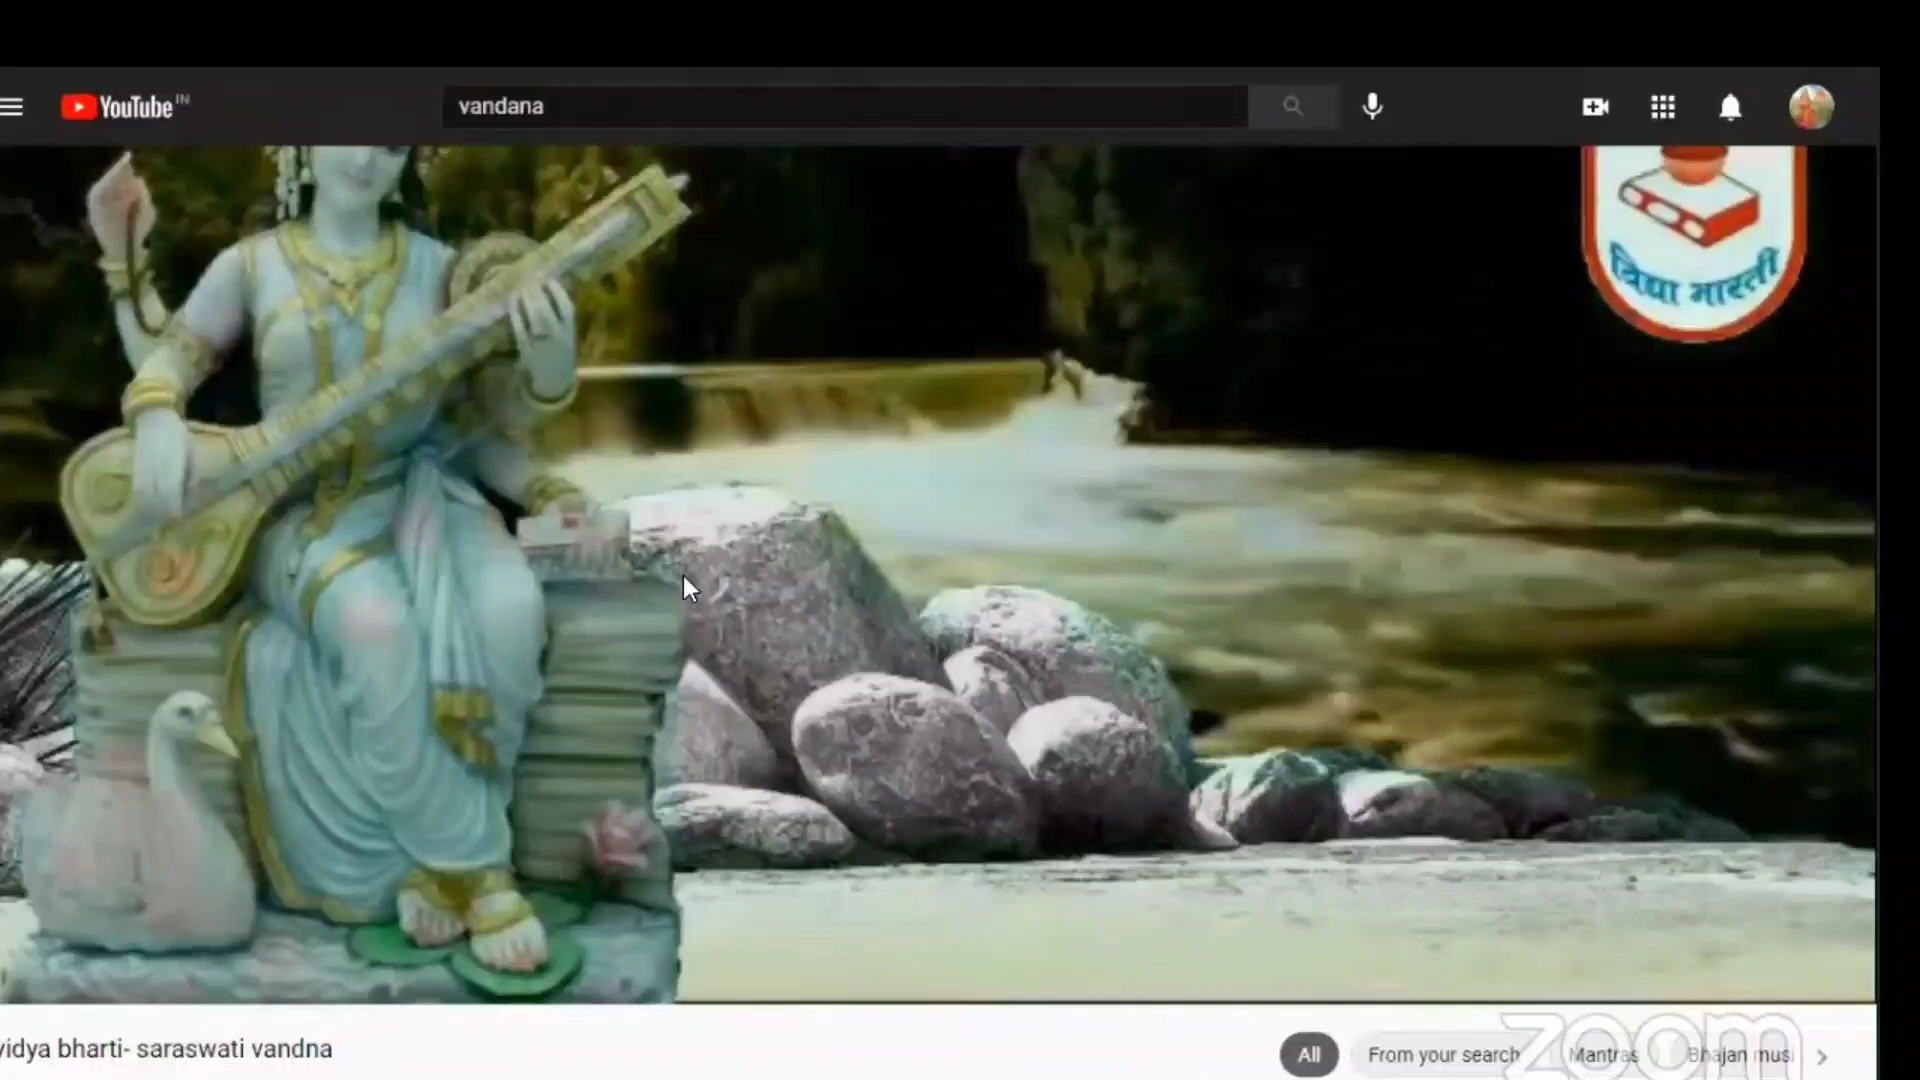 YouTube IN
vandana
विद्या भारती
vidya bharti- saraswati vandna
All
From your search
Mantras
Bhajan musi
zoom